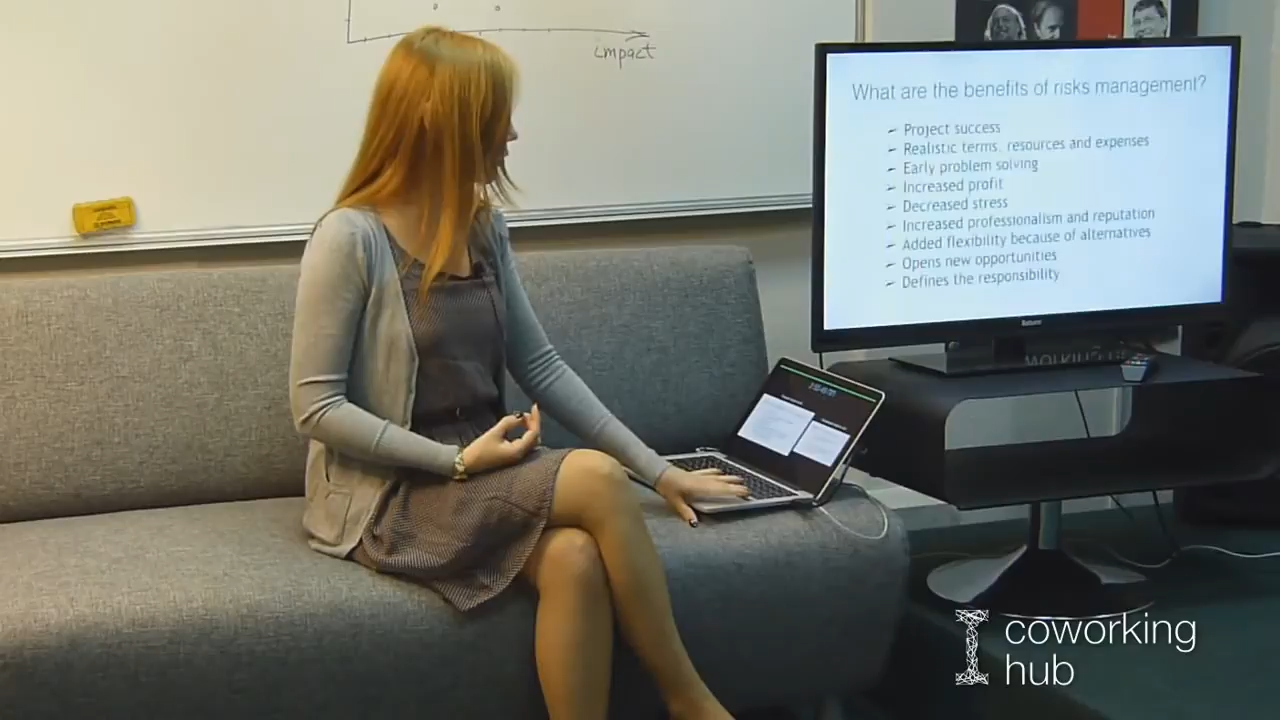 impact
What are the benefits of risks management?
➢ Project success
➢ Realistic terms, resources and expenses
➢ Early problem solving
➢ Increased profit
➢ Decreased stress
➢ Increased professionalism and reputation
➢ Added flexibility because of alternatives
➢ Opens new opportunities
➢ Defines the responsibility
coworking
hub